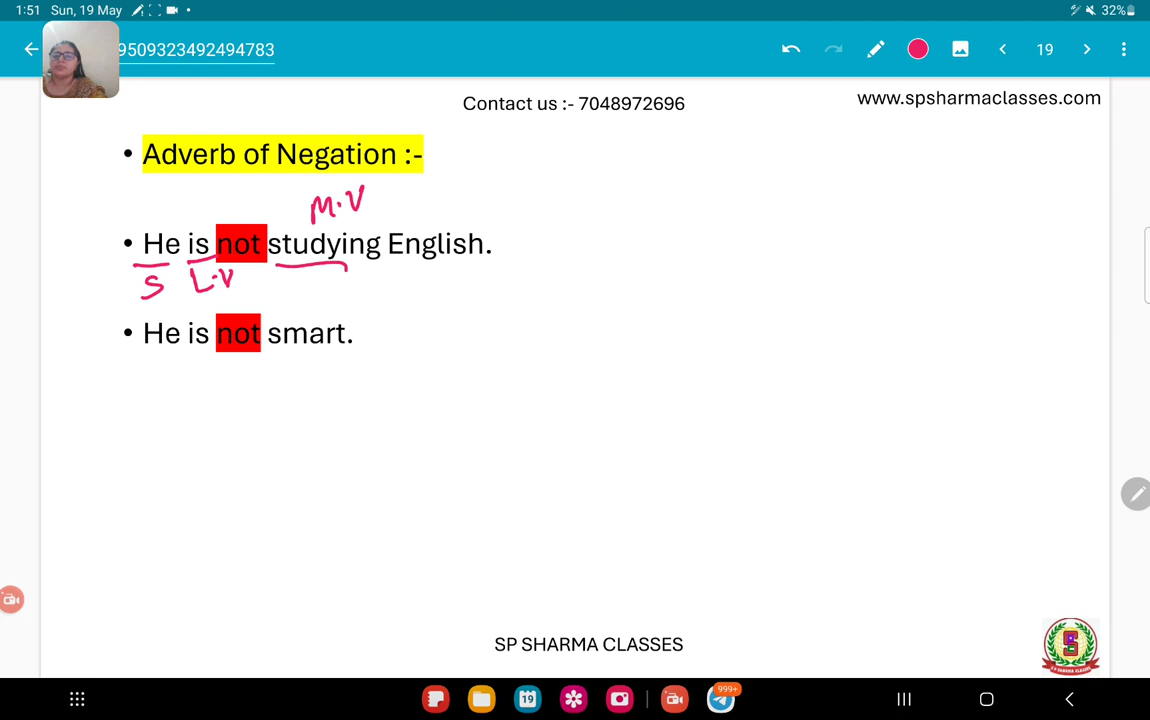 1:51 Sun, 19 May
32%
9509323492494783
19
Contact us :- 7048972696
www.spsharmaclasses.com
• Adverb of Negation :-
M.V
• He is not studying English.
S L.V
• He is not smart.
SP SHARMA CLASSES
S
19
999+